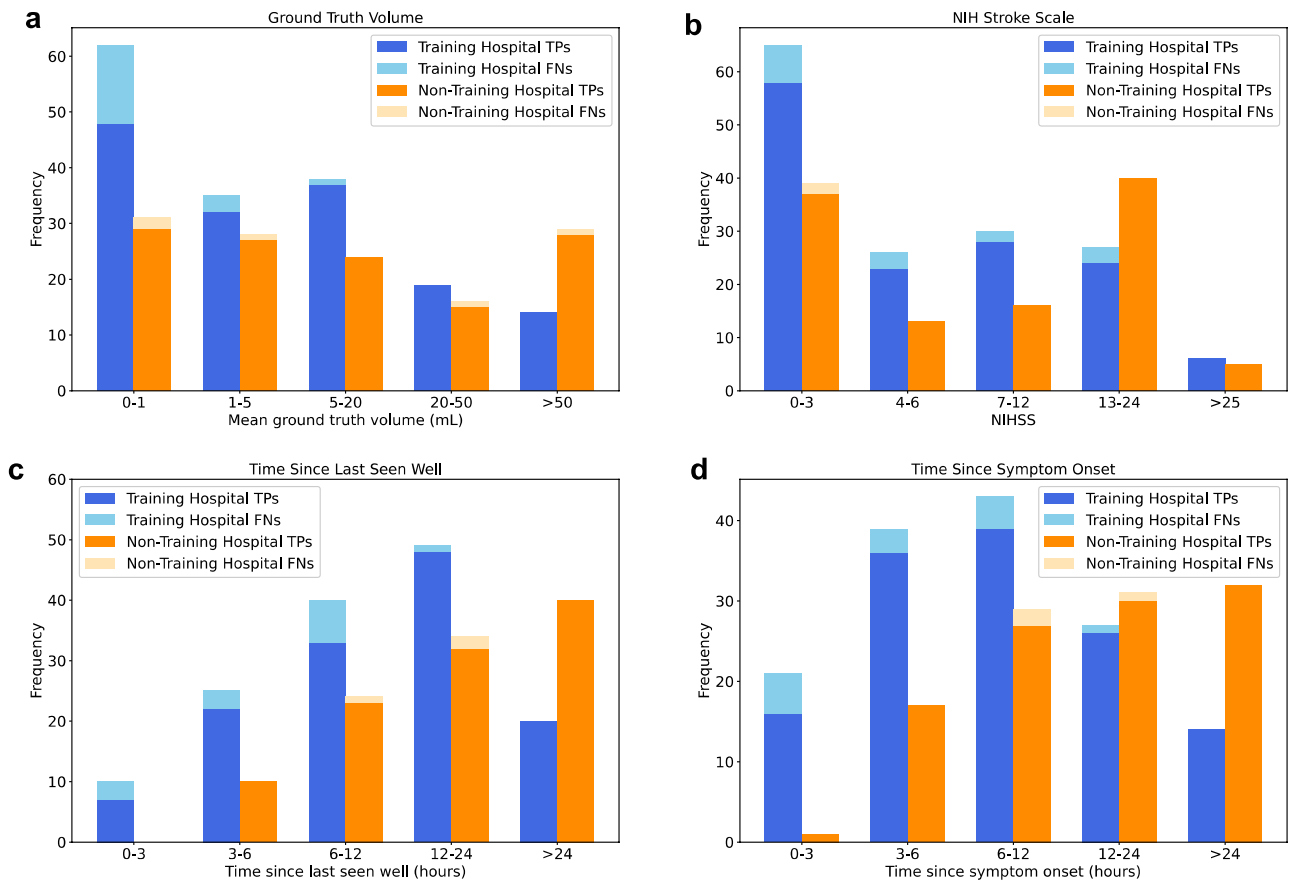 a
Ground Truth Volume
Training Hospital TPs
Training Hospital FNs
Non-Training Hospital TPs
Non-Training Hospital FNs
Frequency
60
50
40
30
20
10
0
0-1 1-5 5-20 20-50 >50
Mean ground truth volume (mL)
b
NIH Stroke Scale
Training Hospital TPs
Training Hospital FNs
Non-Training Hospital TPs
Non-Training Hospital FNs
Frequency
60
50
40
30
20
10
0
0-3 4-6 7-12 13-24 >25
NIHSS
c
Time Since Last Seen Well
Training Hospital TPs
Training Hospital FNs
Non-Training Hospital TPs
Non-Training Hospital FNs
Frequency
60
50
40
30
20
10
0
0-3 3-6 6-12 12-24 >24
Time since last seen well (hours)
d
Time Since Symptom Onset
Training Hospital TPs
Training Hospital FNs
Non-Training Hospital TPs
Non-Training Hospital FNs
Frequency
40
30
20
10
0
0-3 3-6 6-12 12-24 >24
Time since symptom onset (hours)